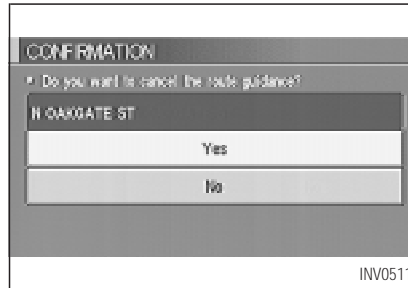 CONFIRMATION
Do you want to cancel the route guidance?
N OAKGATE ST
Yes
No
INV0511